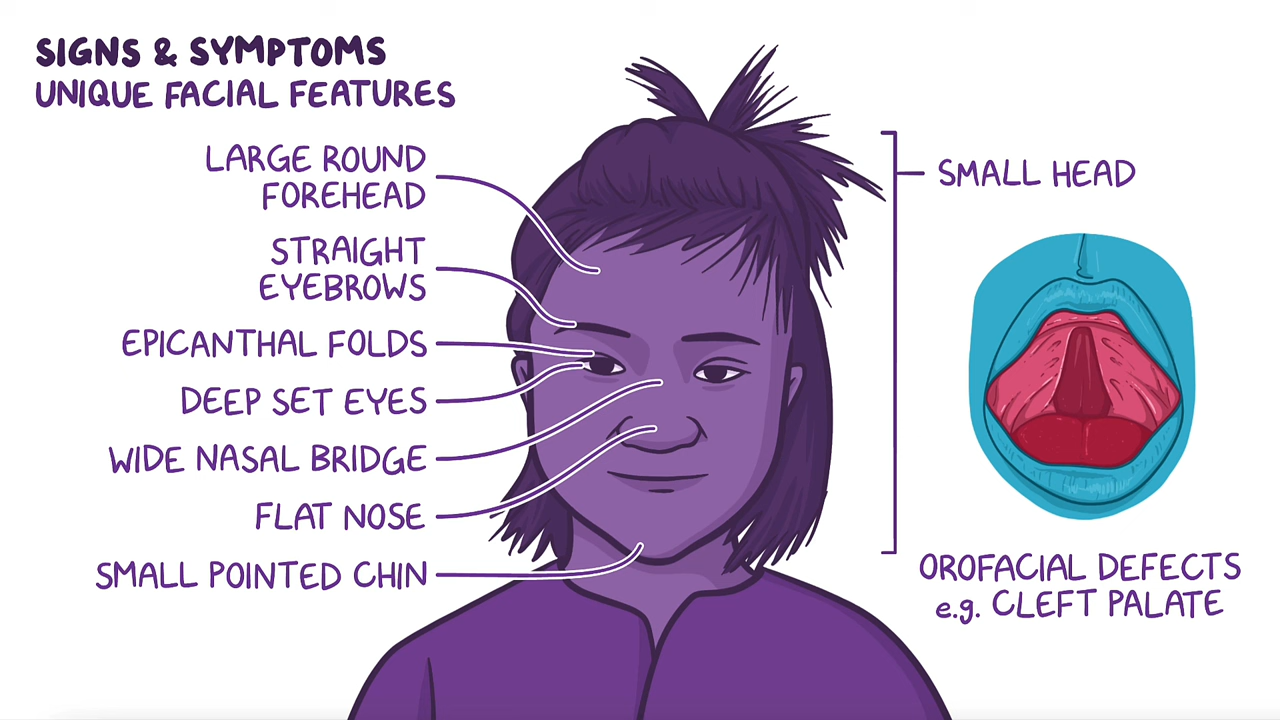 SIGNS & SYMPTOMS
UNIQUE FACIAL FEATURES
LARGE ROUND
FOREHEAD
STRAIGHT
EYEBROWS
EPICANTHAL FOLDS
DEEP SET EYES
WIDE NASAL BRIDGE
FLAT NOSE
SMALL POINTED CHIN
SMALL HEAD
OROFACIAL DEFECTS
e.g. CLEFT PALATE